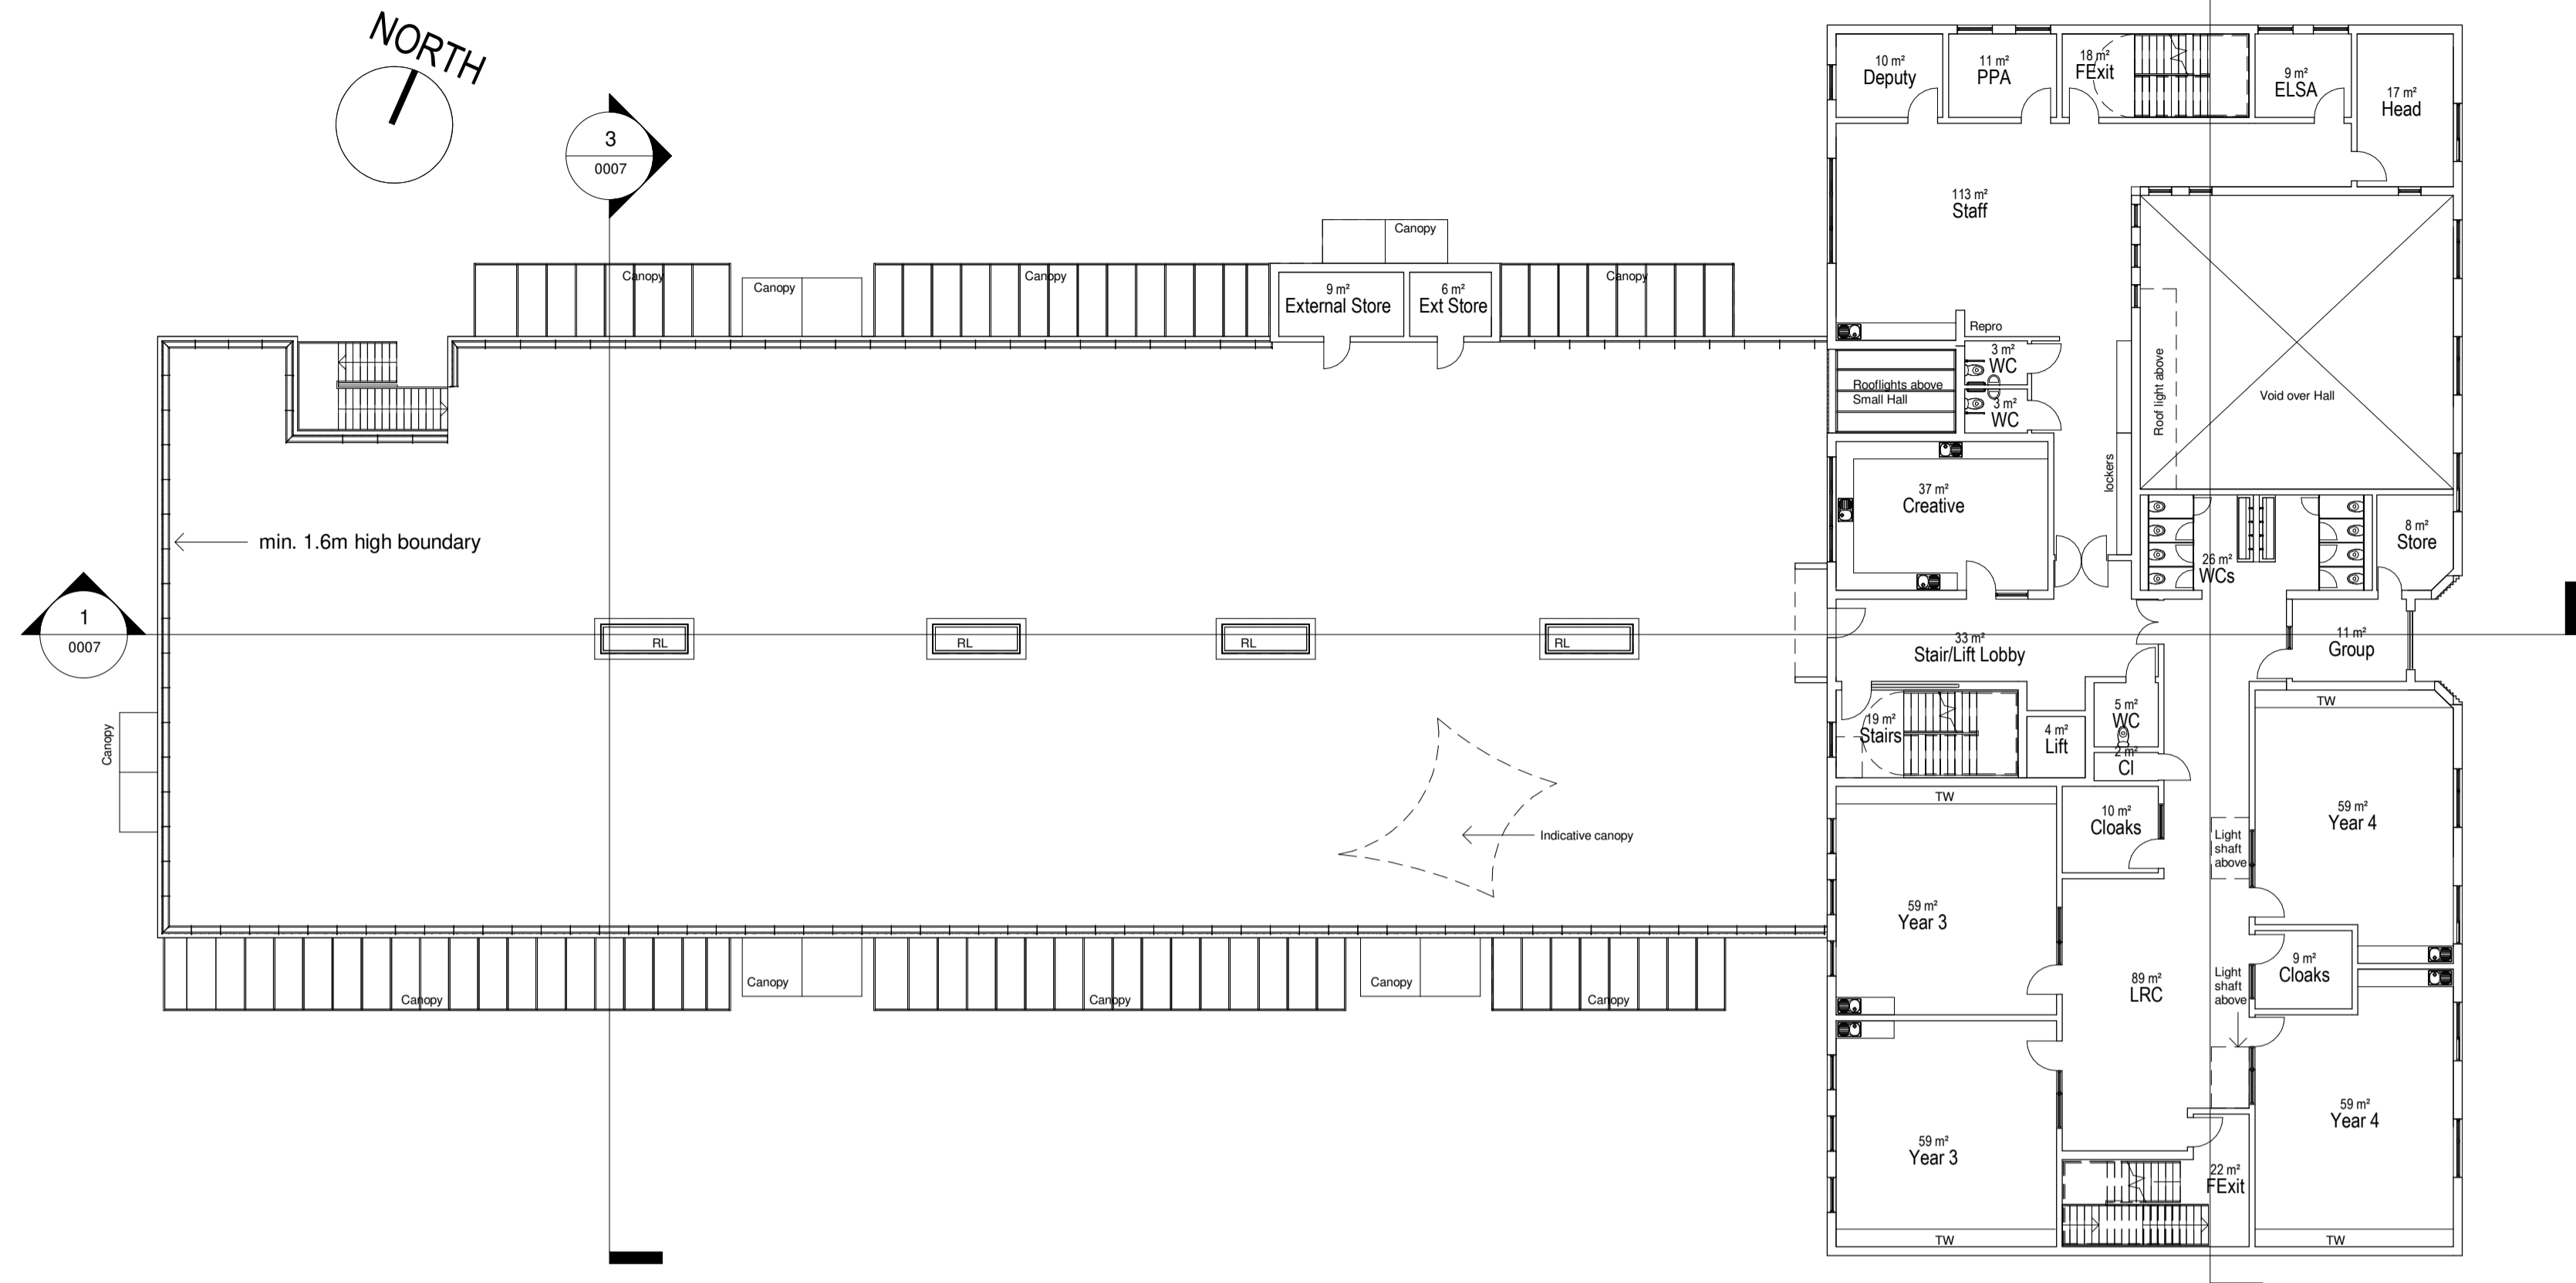 NORTH
3
0007
10 m²
Deputy
11 m²
PPA
18 m²
FExit
9 m²
ELSA
17 m²
Head
113 m²
Staff
Canopy
Canopy
Canopy
Canopy
Canopy
9 m²
External Store
6 m²
Ext Store
Repro
3 m²
WC
3 m²
WC
Rooflights above
Small Hall
Roof light above
Void over Hall
lockers
37 m²
Creative
8 m²
Store
26 m²
WCs
min. 1.6m high boundary
1
0007
RL
RL
RL
RL
33 m²
Stair/Lift Lobby
11 m²
Group
TW
19 m²
Stairs
4 m²
Lift
5 m²
WC
2 m²
Cl
Canopy
Indicative canopy
TW
10 m²
Cloaks
Light
shaft
above
59 m²
Year 4
59 m²
Year 3
89 m²
LRC
Light
shaft
above
9 m²
Cloaks
Canopy
Canopy
Canopy
Canopy
Canopy
59 m²
Year 3
59 m²
Year 4
22 m²
FExit
TW
TW